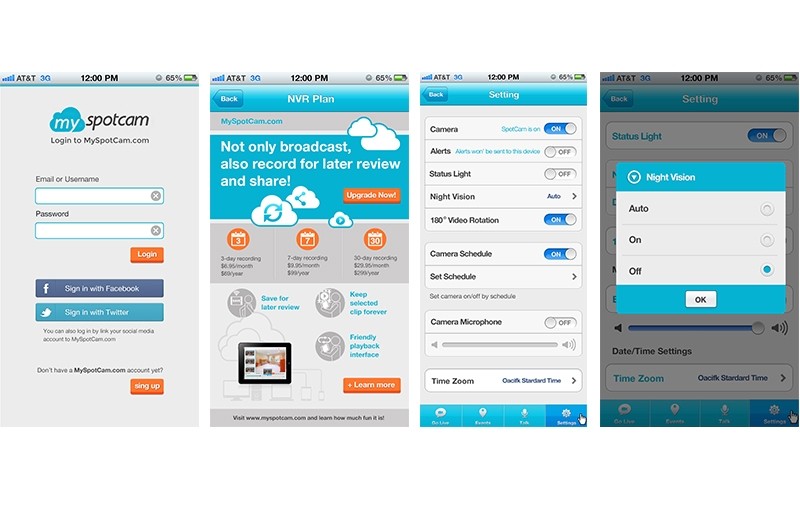 AT&T 3G 12:00 PM 65%
my spotcam
Login to MySpotCam.com
Email or Username
Password
Login
f Sign in with Facebook
Sign in with Twitter
You can also log in by link your social media
account to MySpotCam.com
Don't have a MySpotCam.com account yet?
sing up
AT&T 3G 12:00 PM 65%
Back NVR Plan
MySpotCam.com
Not only broadcast,
also record for later review
and share!
Upgrade Now!
3 7 30
3-day recording 7-day recording 30-day recording
$6.95/month $9.95/month $29.95/month
$69/year $99/year $299/year
Save for
later review
Keep
selected
clip forever
Friendly
playback
interface
+ Learn more
Visit www.myspotcam.com and learn how much fun it is!
AT&T 3G 12:00 PM 65%
Back Setting
Camera SpotCam is on ON
Alerts Alerts won' be sent to this device OFF
Status Light OFF
Night Vision Auto
180° Video Rotation ON
Camera Schedule ON
Set Schedule
Set camera on/off by schedule
Camera Microphone OFF
Time Zoom Oacifk Stardard Time
Go Live Events Talk Settings
AT&T 3G 12:00 PM 65%
Back Setting
Status Light ON
Night Vision
Auto
On
Off
OK
Date/Time Settings
Time Zoom Oacifk Stardard Time
Go Live Events Talk Settings